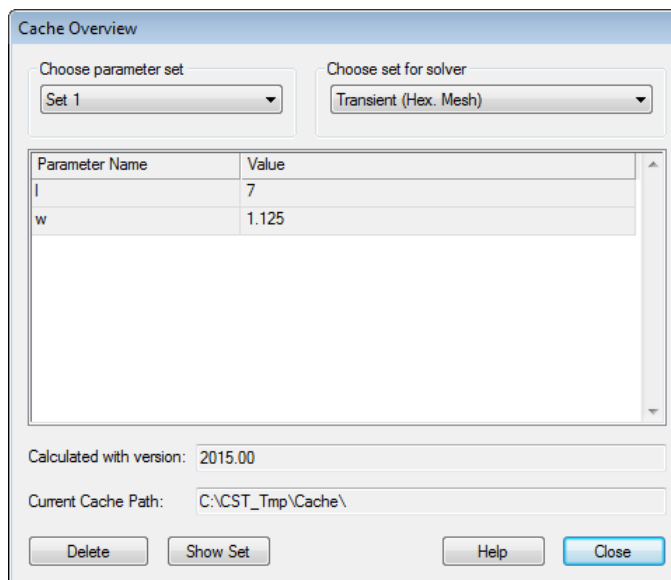 Cache Overview
Choose parameter set
Choose set for solver
Set 1
Transient (Hex. Mesh)
Parameter Name Value
l 7
w 1.125
Calculated with version: 2015.00
Current Cache Path: C:\CST_Tmp\Cache\
Delete Show Set Help Close